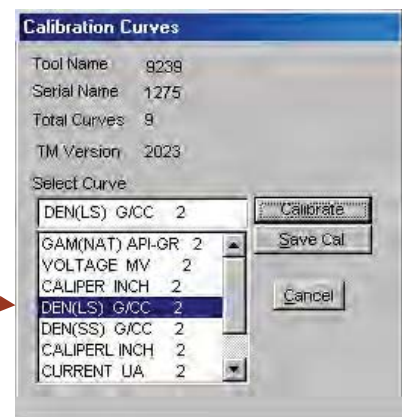 Calibration Curves
Tool Name 9239
Serial Name 1275
Total Curves 9
TM Version 2023
Select Curve
DEN(LS) G/CC 2
Calibrate
GAM(NAT) API-GR 2
Save Cal
VOLTAGE MV 2
CALIPER INCH 2
Cancel
DEN(LS) G/CC 2
DEN(SS) G/CC 2
CALIPERL INCH 2
CURRENT UA 2